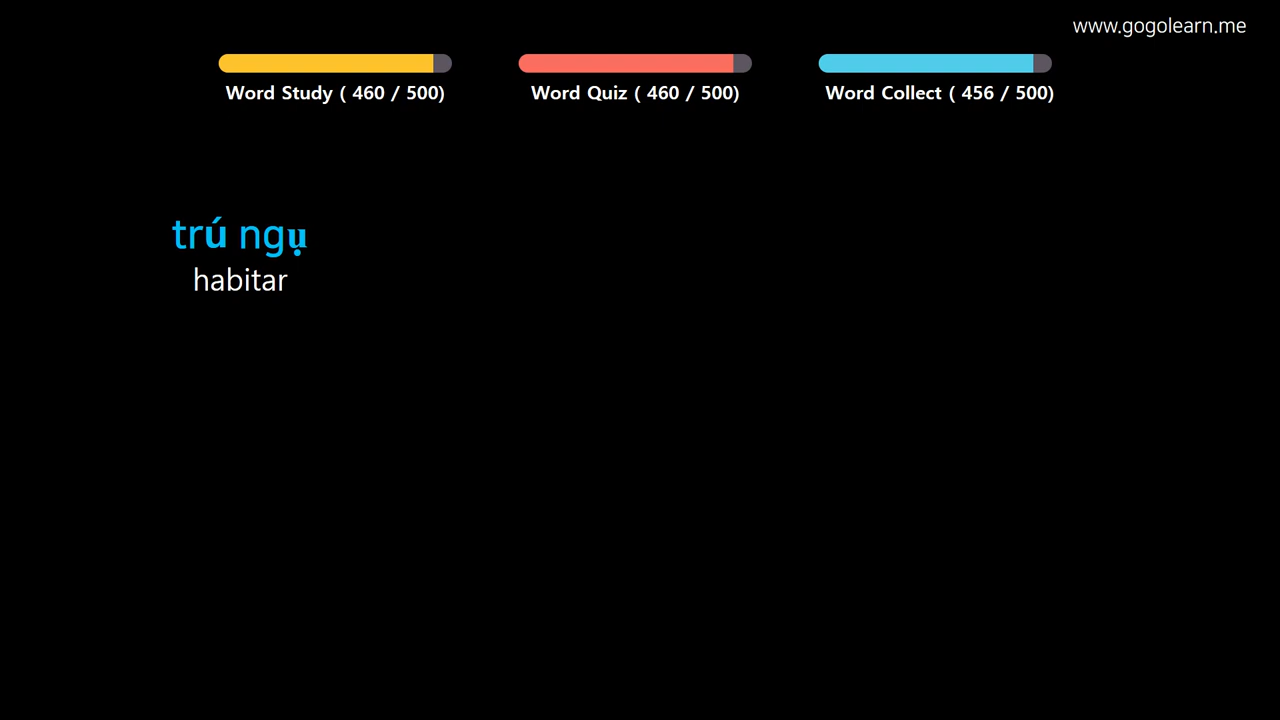 www.gogolearn.me
Word Study ( 460 / 500)
Word Quiz ( 460 / 500)
Word Collect ( 456 / 500)
trú ngụ
habitar